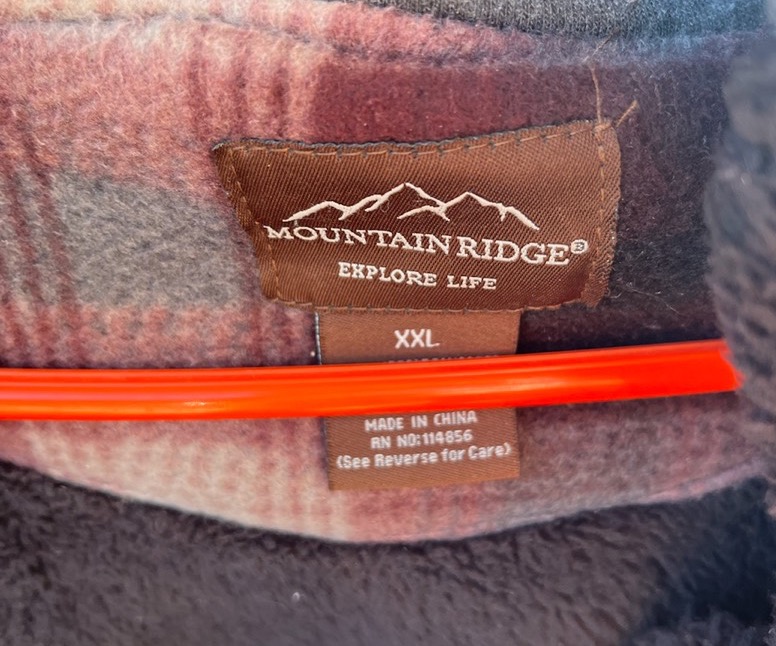 MOUNTAIN RIDGE®
EXPLORE LIFE
XXL
MADE IN CHINA
RN NO:114856
(See Reverse for Care)